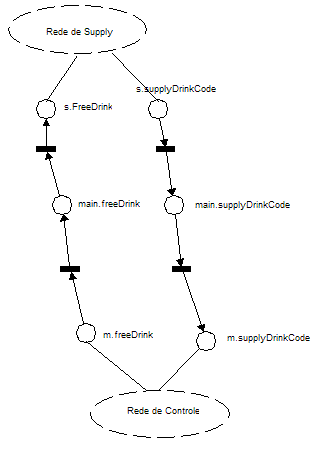 Rede de Supply
s.FreeDrink
s.supplyDrinkCode
main.freeDrink
main.supplyDrinkCode
m.freeDrink
m.supplyDrinkCode
Rede de Controle